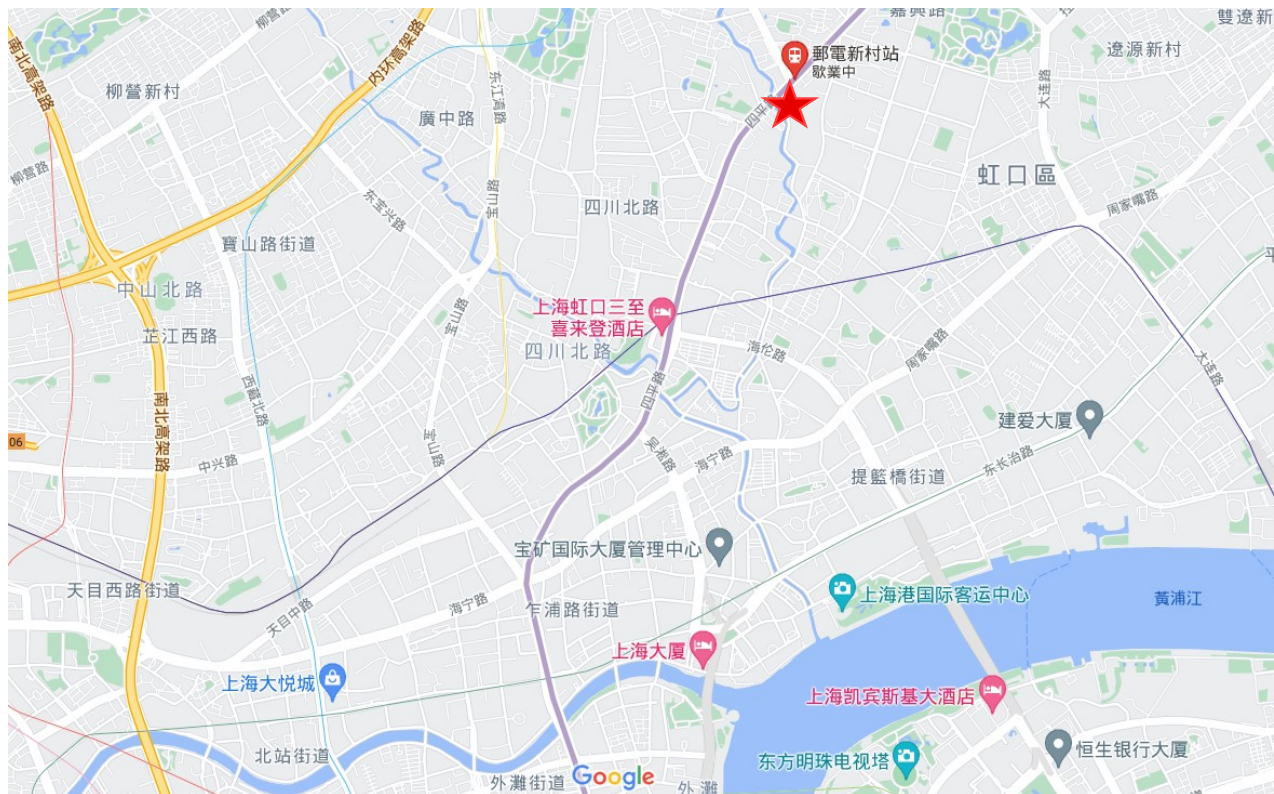 嘉興路
雙遼新
南北高架路
内环高架路
郵電新村站
歇業中
遼源新村
柳營新村
东江湾路
大连路
四平路
廣中路
柳營路
虹口區
东宝兴路
宝山路
四川北路
周家嘴路
寶山路街道
平
中山北路
上海虹口三至
喜来登酒店
宝山路
芷江西路
四川北路
海伦路
周家嘴路
大连路
西藏北路
四平路
南北高架路
建爱大厦
06
宝山路
吴淞路
中兴路
海宁路
东长治路
提籃橋街道
宝矿国际大厦管理中心
天目西路街道
海宁路
天目中路
乍浦路街道
上海港国际客运中心
黃浦江
上海大厦
上海大悦城
上海凯宾斯基大酒店
北站街道
东方明珠电视塔
恒生银行大厦
外灘街道
Google
外灘